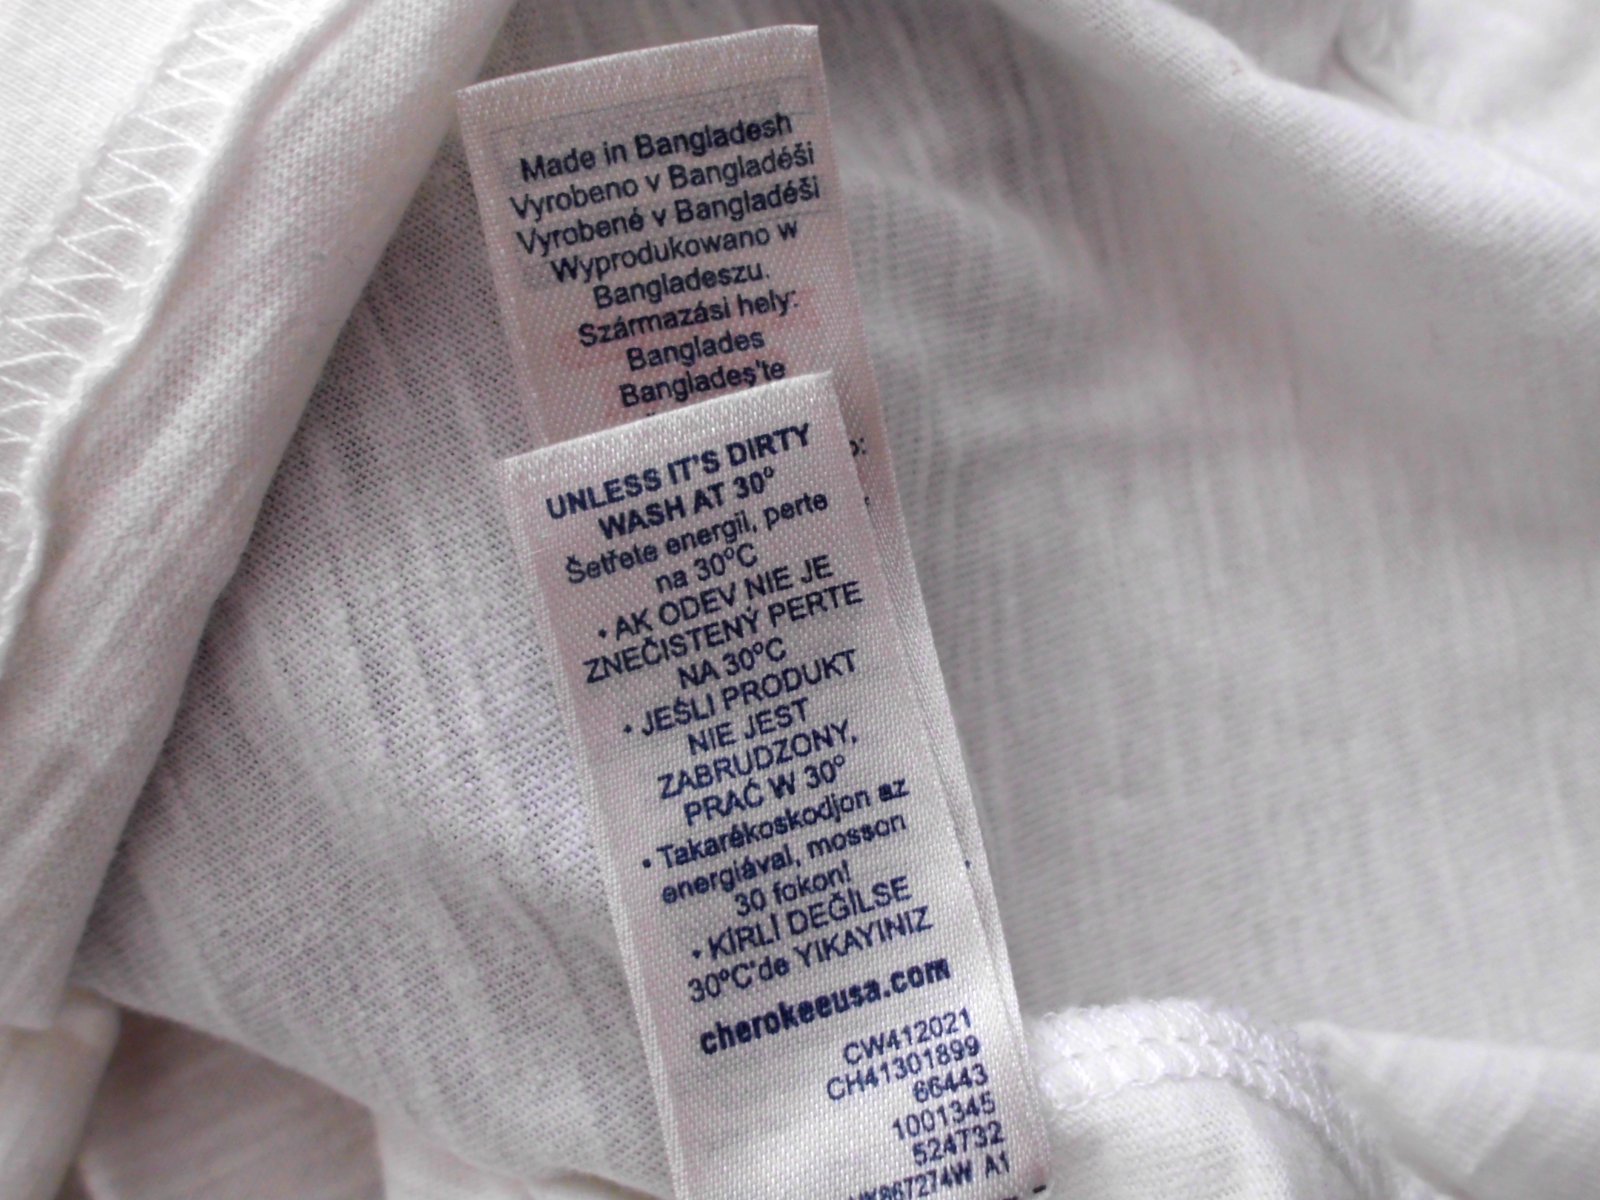 Made in Bangladesh
Vyrobeno v Bangladéši
Vyrobené v Bangladéši
Wyprodukowano w
Bangladeszu.
Származási hely:
Banglades
Bangladeş'te
UNLESS IT'S DIRTY
WASH AT 30°
Šetřete energií, perte
na 30°C
• AK ODEV NIE JE
ZNEČISTENÝ PERTE
NA 30°C
• JEŚLI PRODUKT
NIE JEST
ZABRUDZONY,
PRAĆ W 30°
• Takarékoskodjon az
energiával, mosson
30 fokon!
• KİRLİ DEĞİLSE
30°C'de YIKAYINIZ
cherokeeusa.com
CW412021
CH41301899
66443
1001345
524732
A1